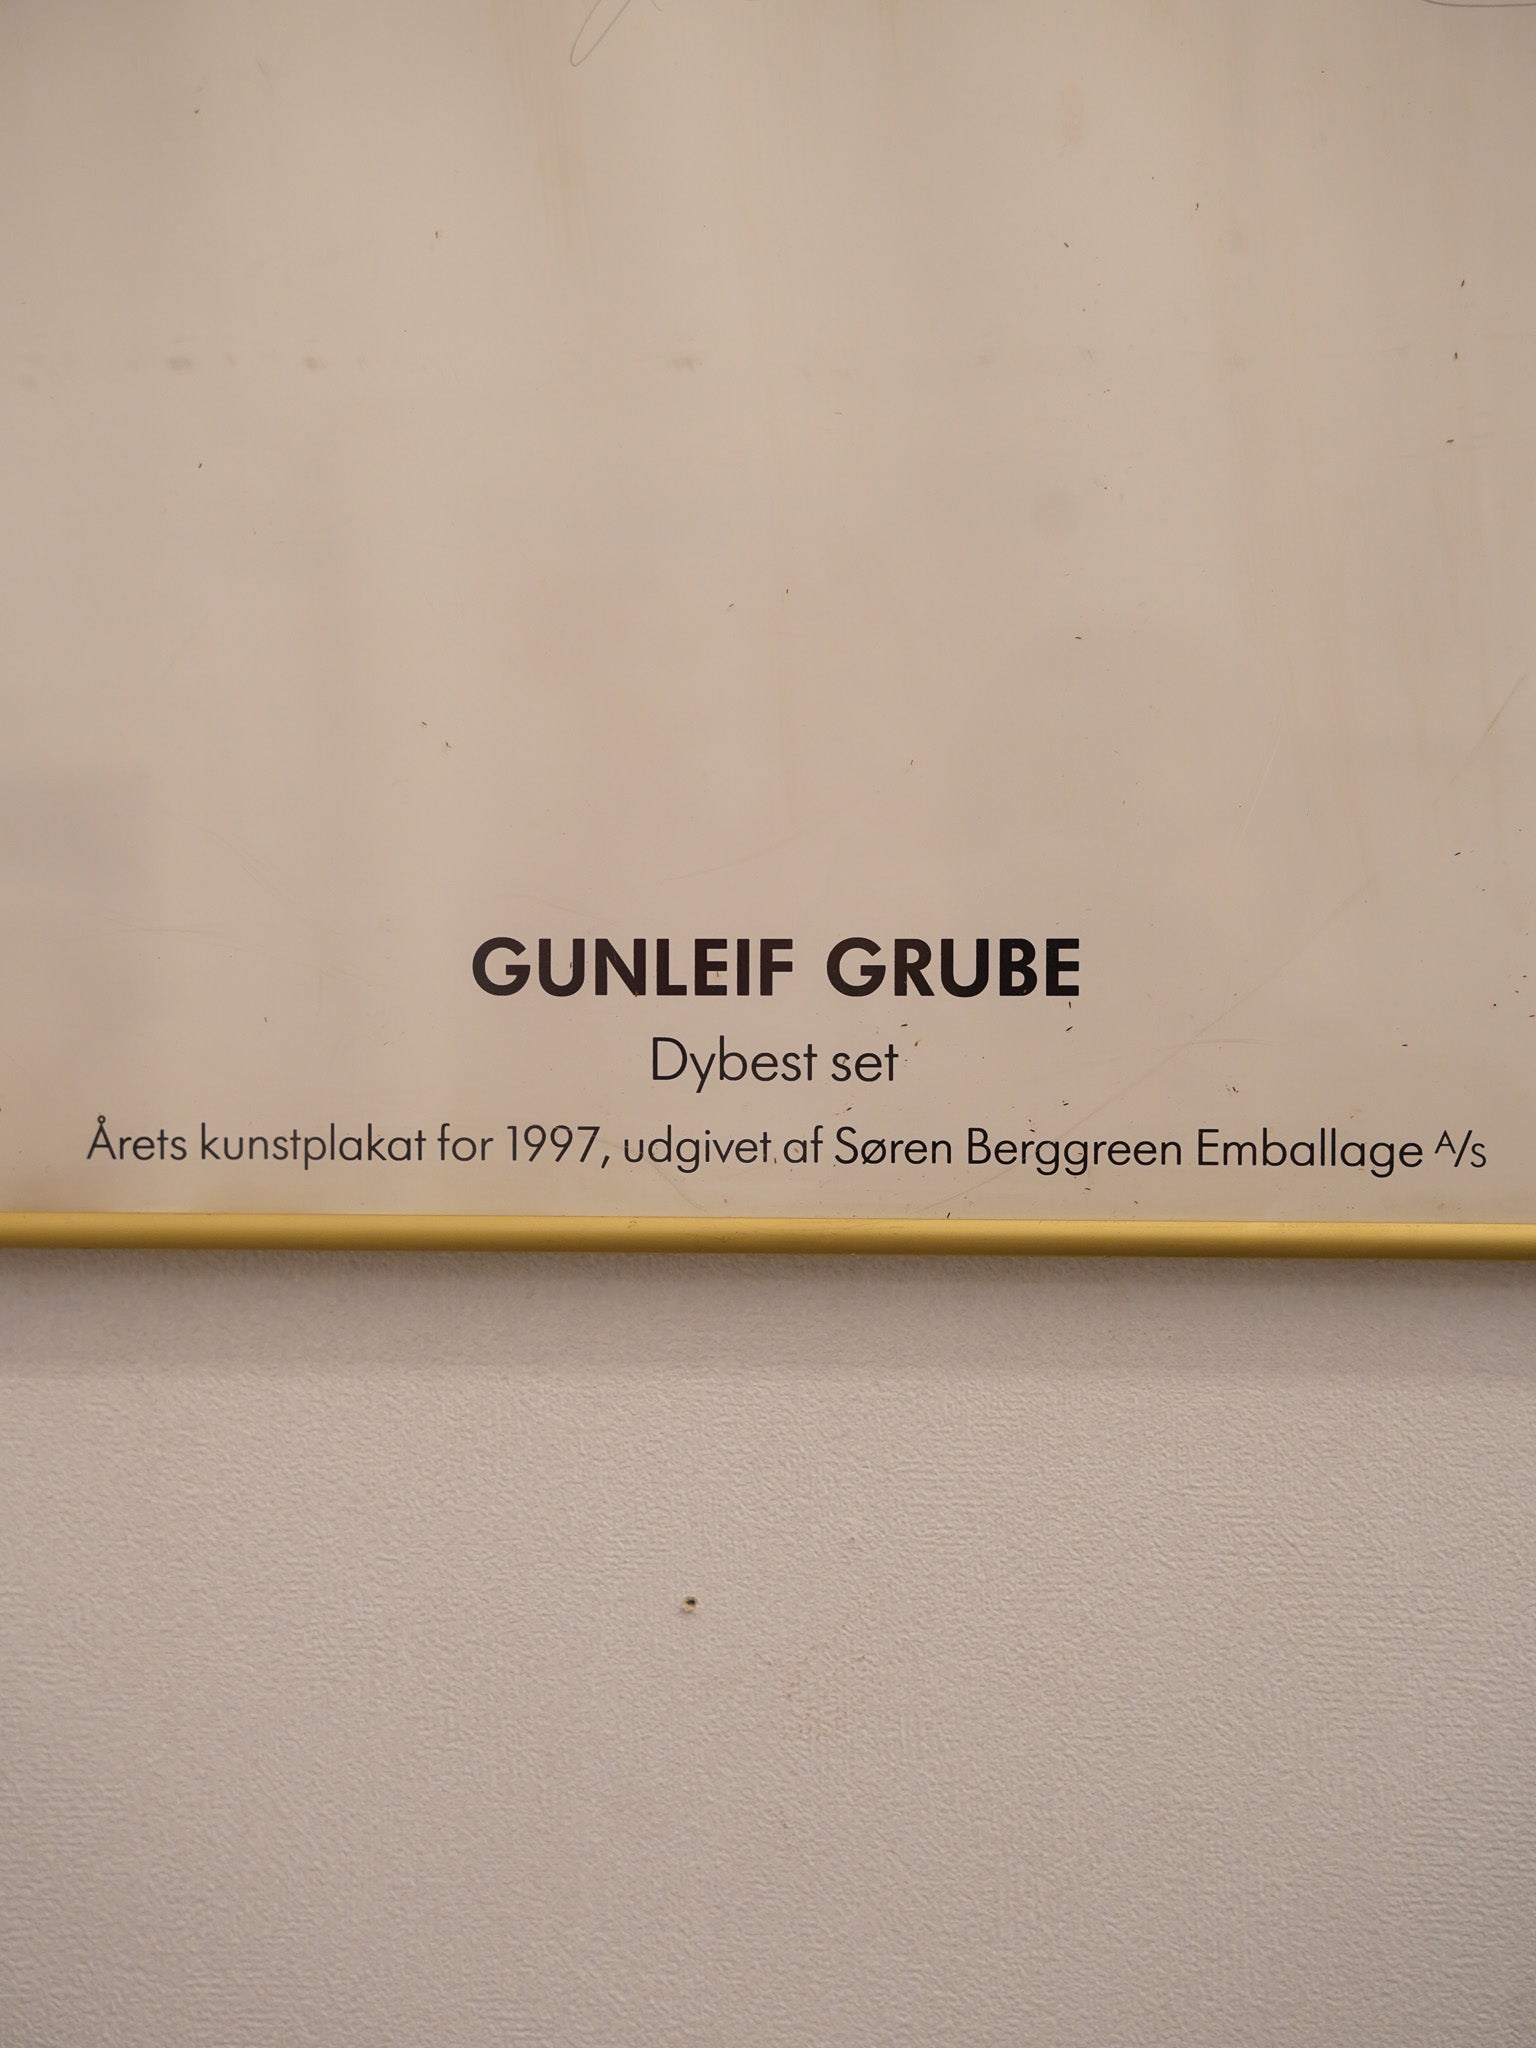 GUNLEIF GRUBE
Dybest set
Årets kunstplakat for 1997, udgivet af Søren Berggreen Emballage A/s